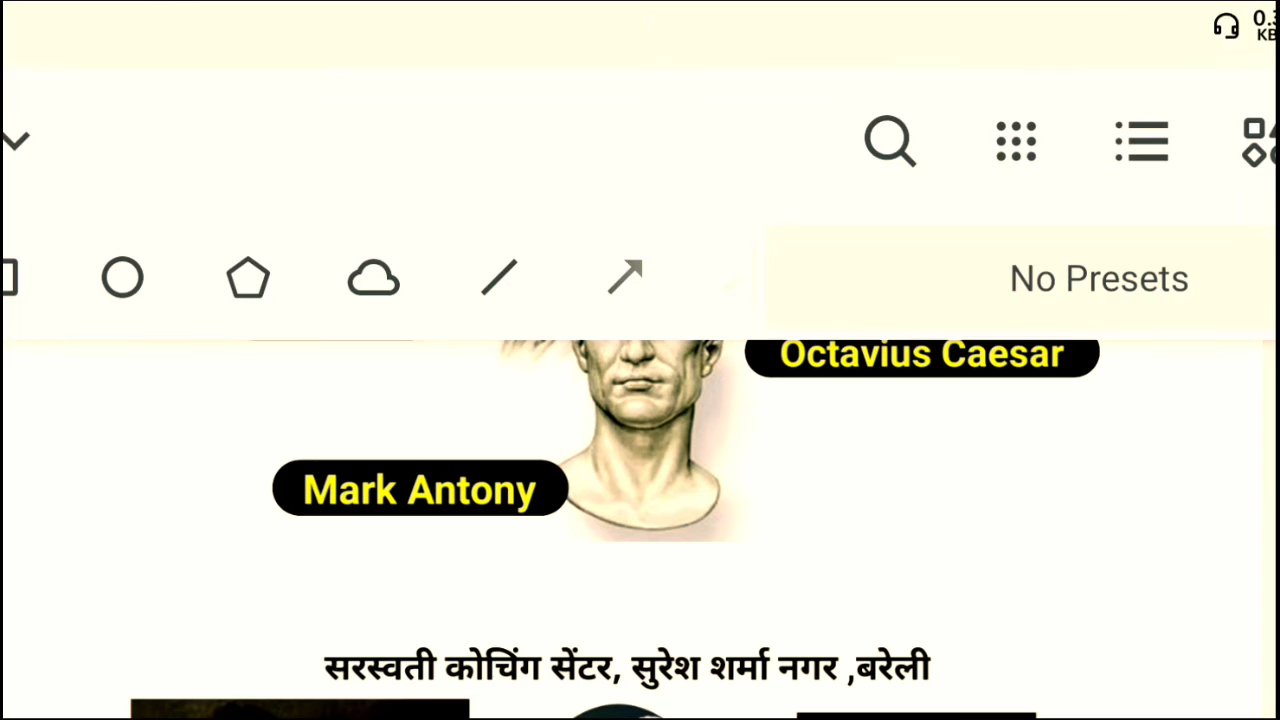 No Presets
Octavius Caesar
Mark Antony
सरस्वती कोचिंग सेंटर, सुरेश शर्मा नगर ,बरेली